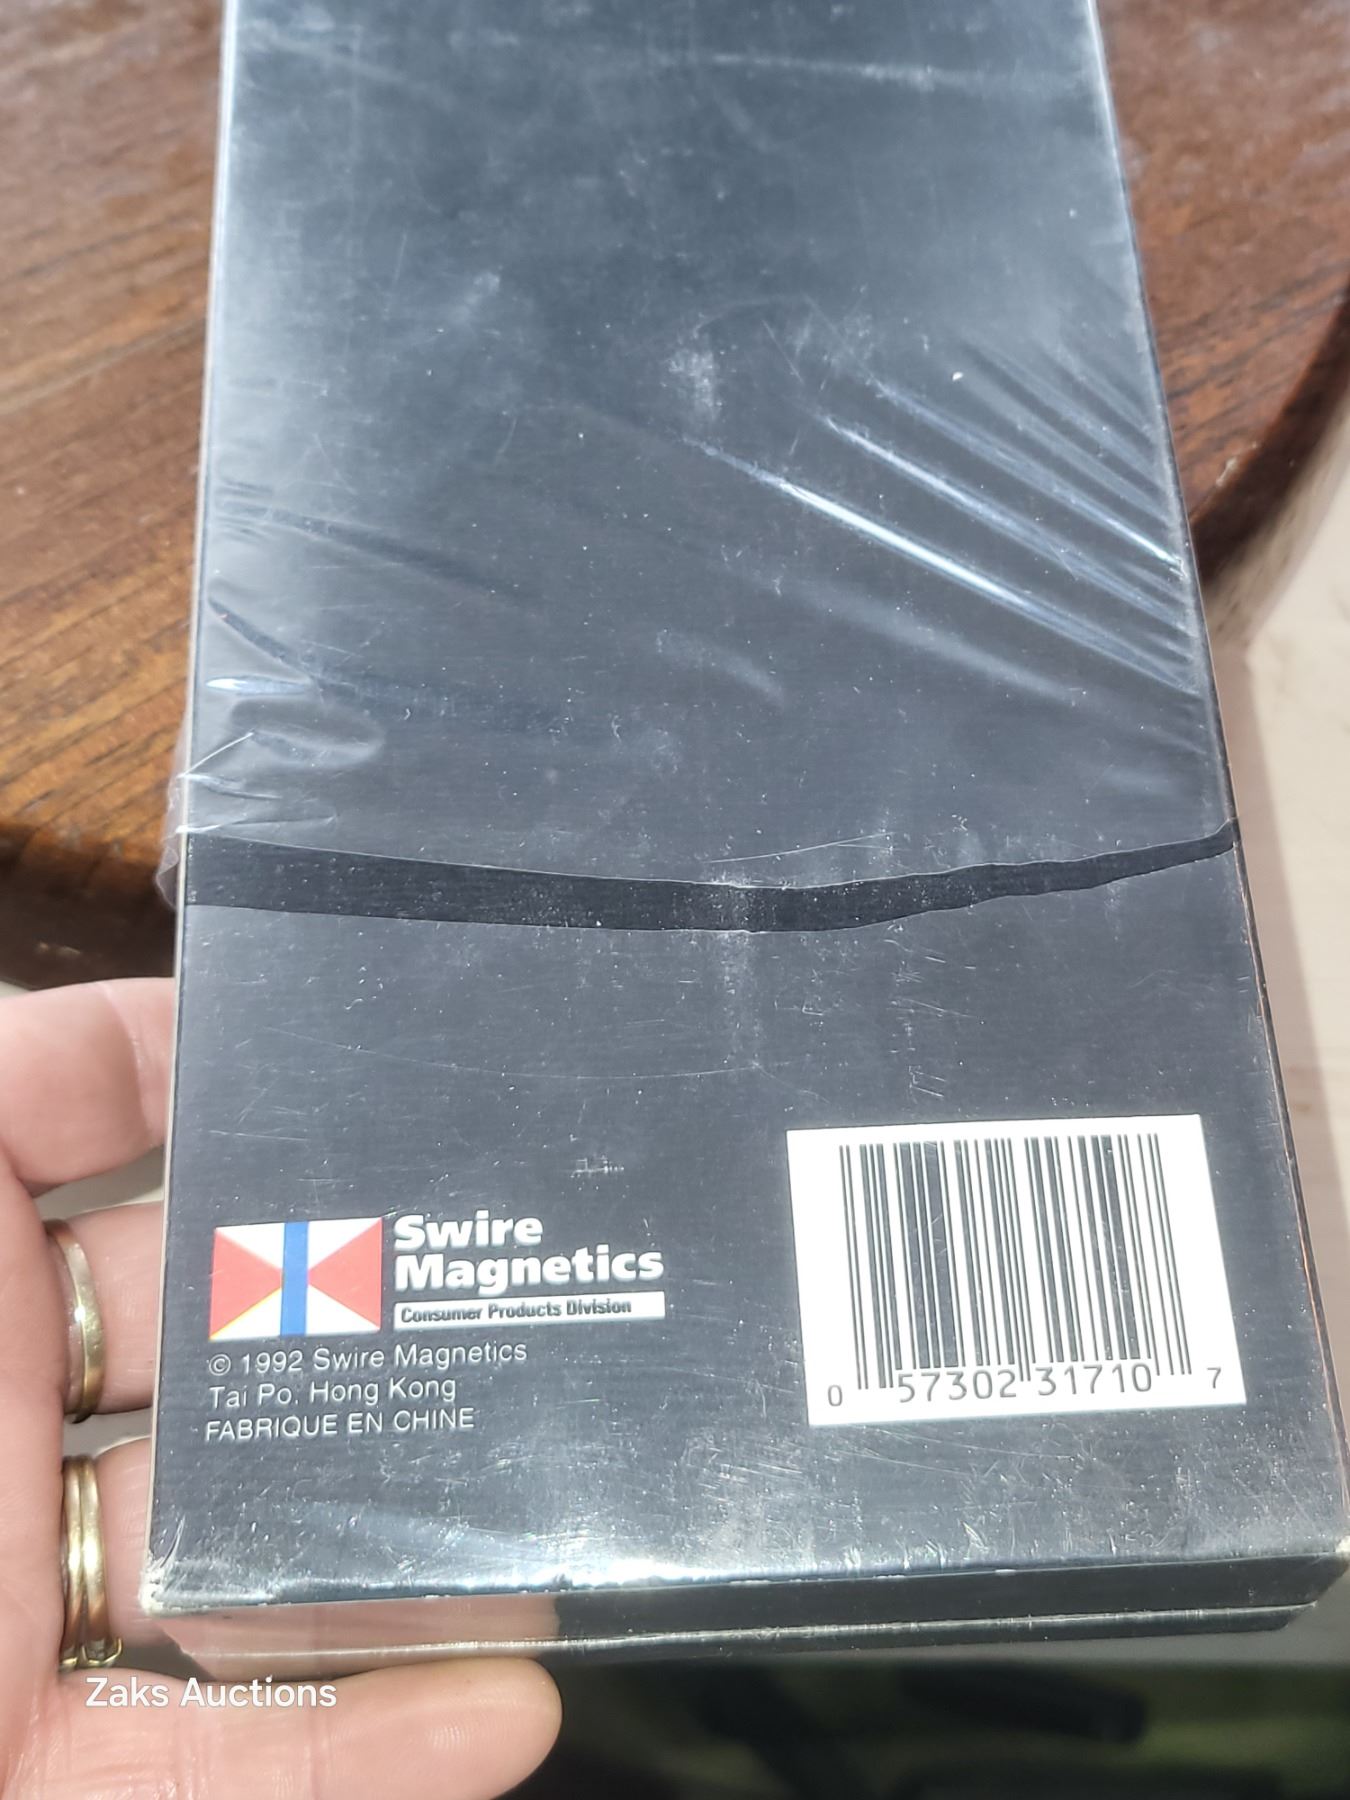 Swire
Magnetics
Consumer Products Division
© 1992 Swire Magnetics
Tai Po, Hong Kong
FABRIQUE EN CHINE
0 57302 31710 7
Zaks Auctions